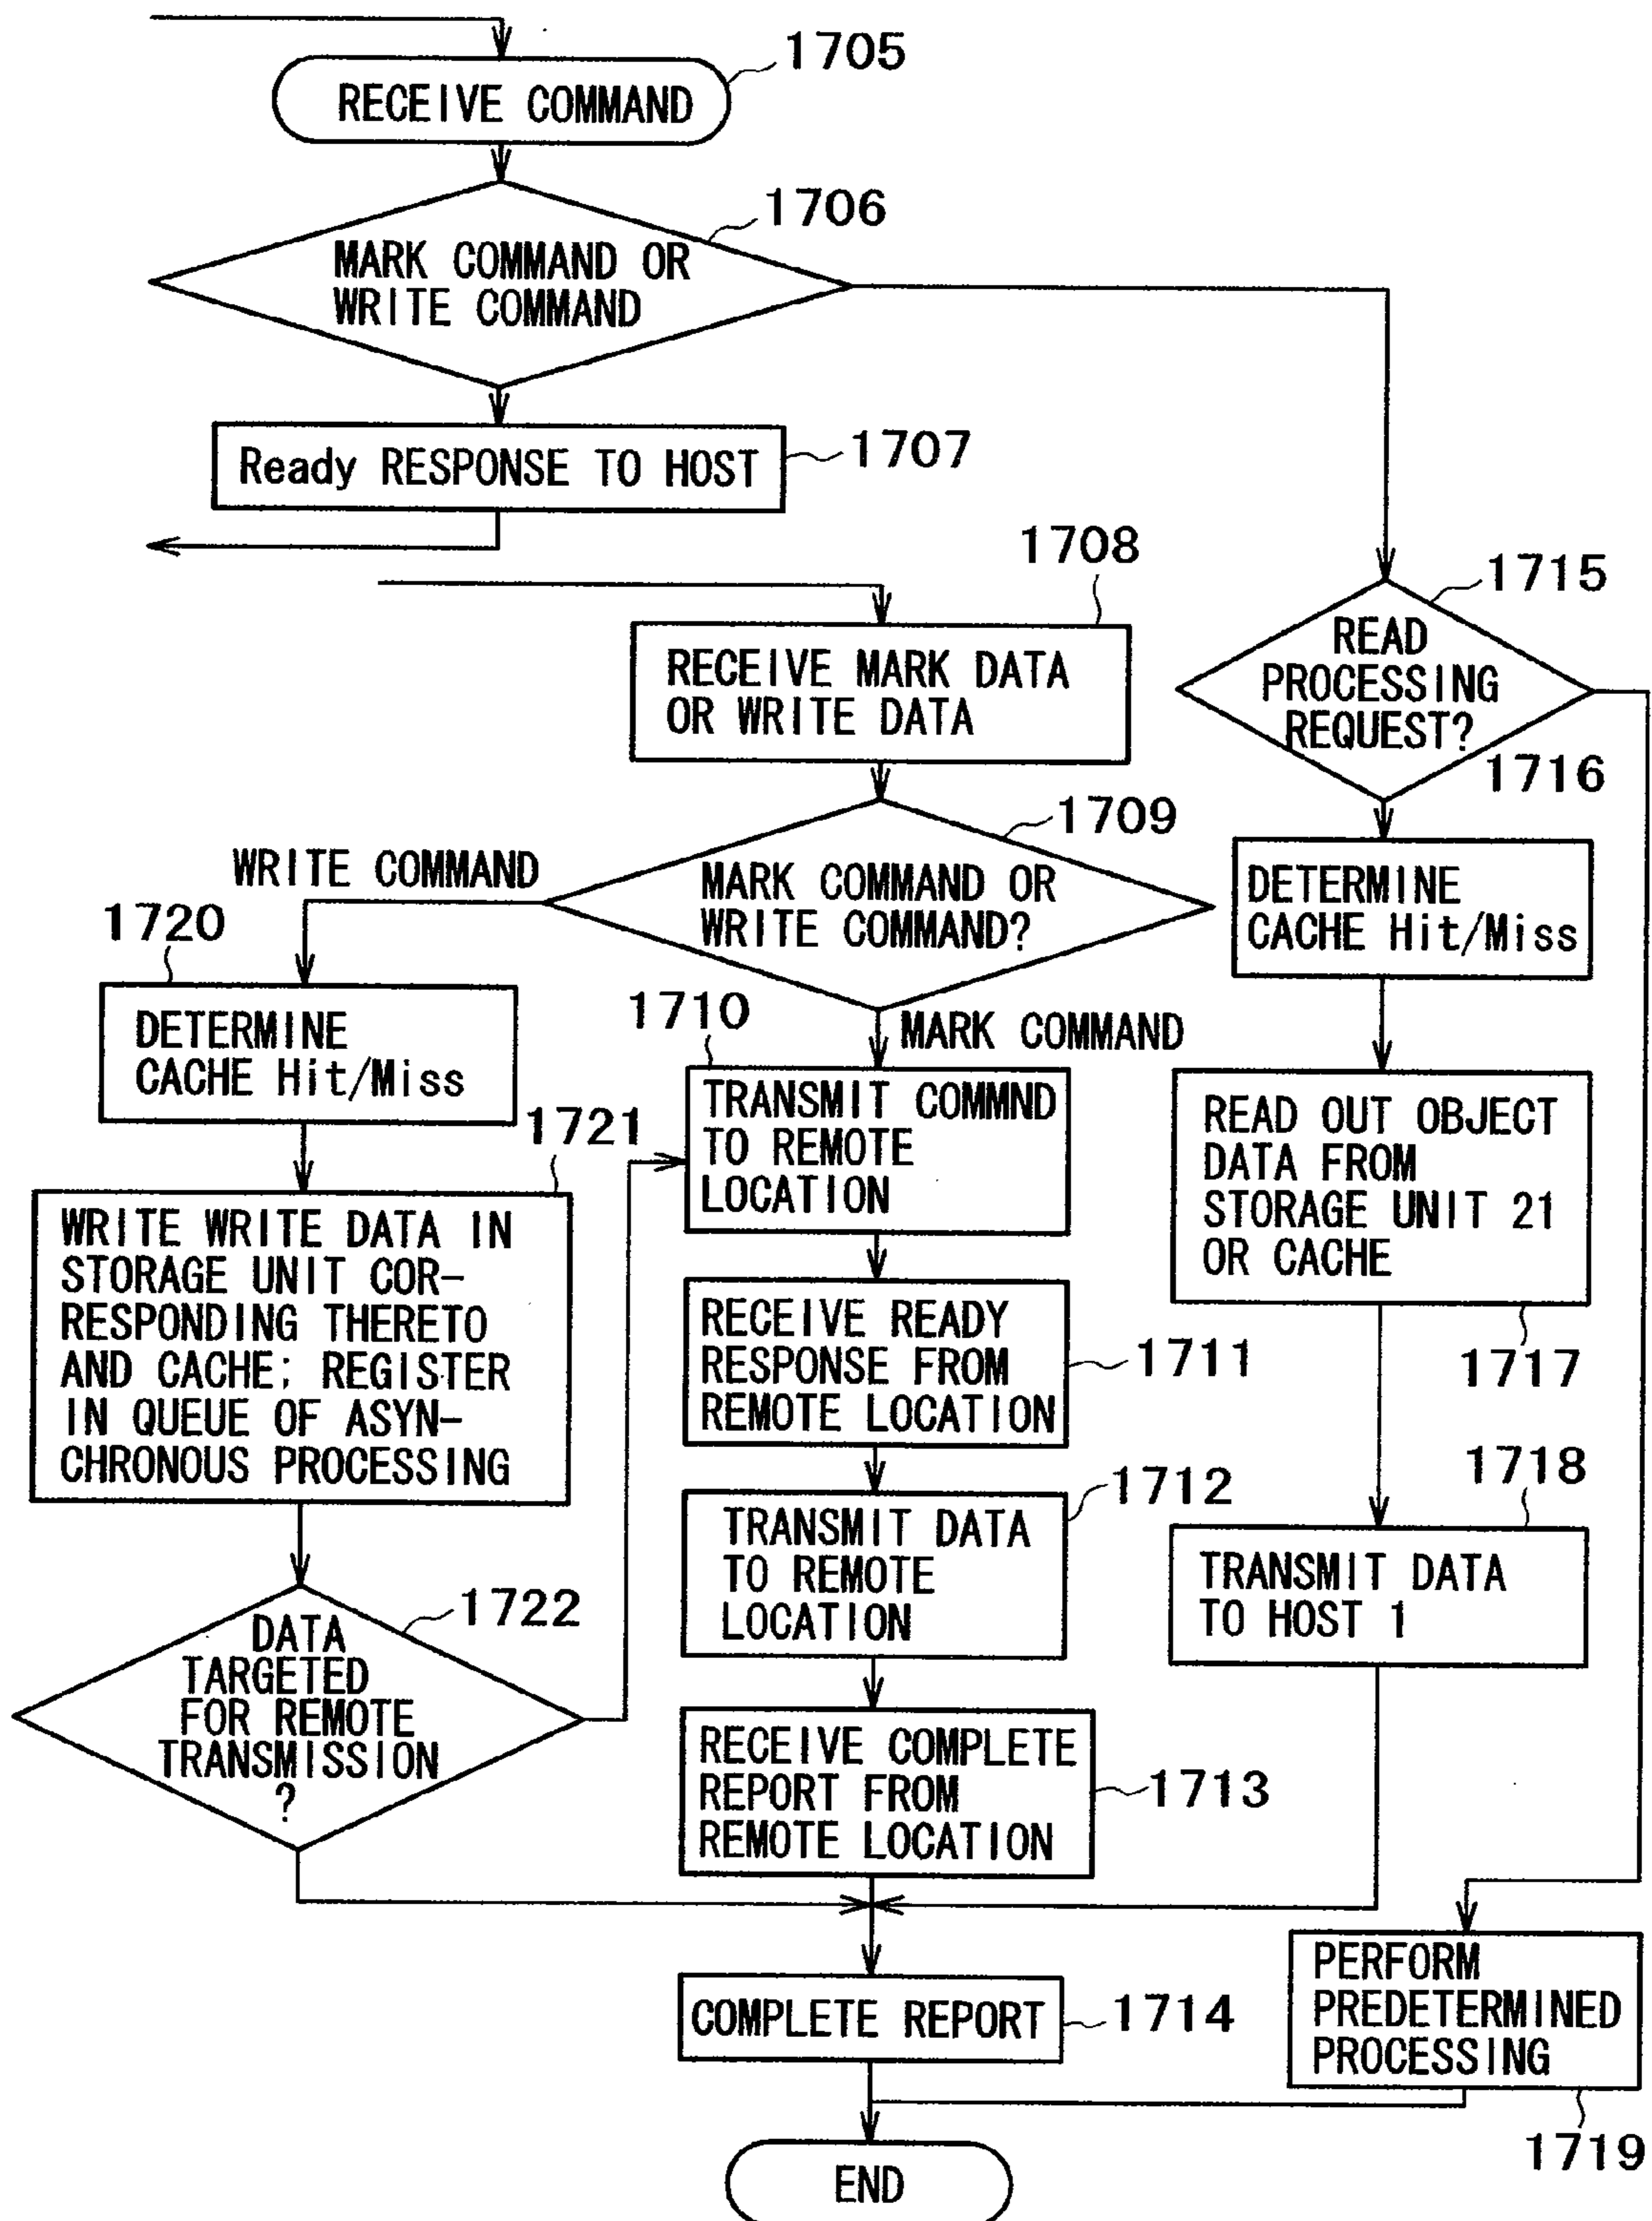 1705
RECEIVE COMMAND
1706
MARK COMMAND OR
WRITE COMMAND
Ready RESPONSE TO HOST
1707
1708
RECEIVE MARK DATA
OR WRITE DATA
1715
READ
PROCESSING
REQUEST?
1716
1709
MARK COMMAND OR
WRITE COMMAND?
WRITE COMMAND
MARK COMMAND
DETERMINE
CACHE Hit/Miss
1720
DETERMINE
CACHE Hit/Miss
1710
TRANSMIT COMMND
TO REMOTE
LOCATION
READ OUT OBJECT
DATA FROM
STORAGE UNIT 21
OR CACHE
1717
1721
WRITE WRITE DATA IN
STORAGE UNIT COR-
RESPONDING THERETO
AND CACHE; REGISTER
IN QUEUE OF ASYN-
CHRONOUS PROCESSING
RECEIVE READY
RESPONSE FROM
REMOTE LOCATION
1711
1712
TRANSMIT DATA
TO REMOTE
LOCATION
1718
TRANSMIT DATA
TO HOST 1
1722
DATA
TARGETED
FOR REMOTE
TRANSMISSION
?
RECEIVE COMPLETE
REPORT FROM
REMOTE LOCATION
1713
COMPLETE REPORT
1714
PERFORM
PREDETERMINED
PROCESSING
1719
END